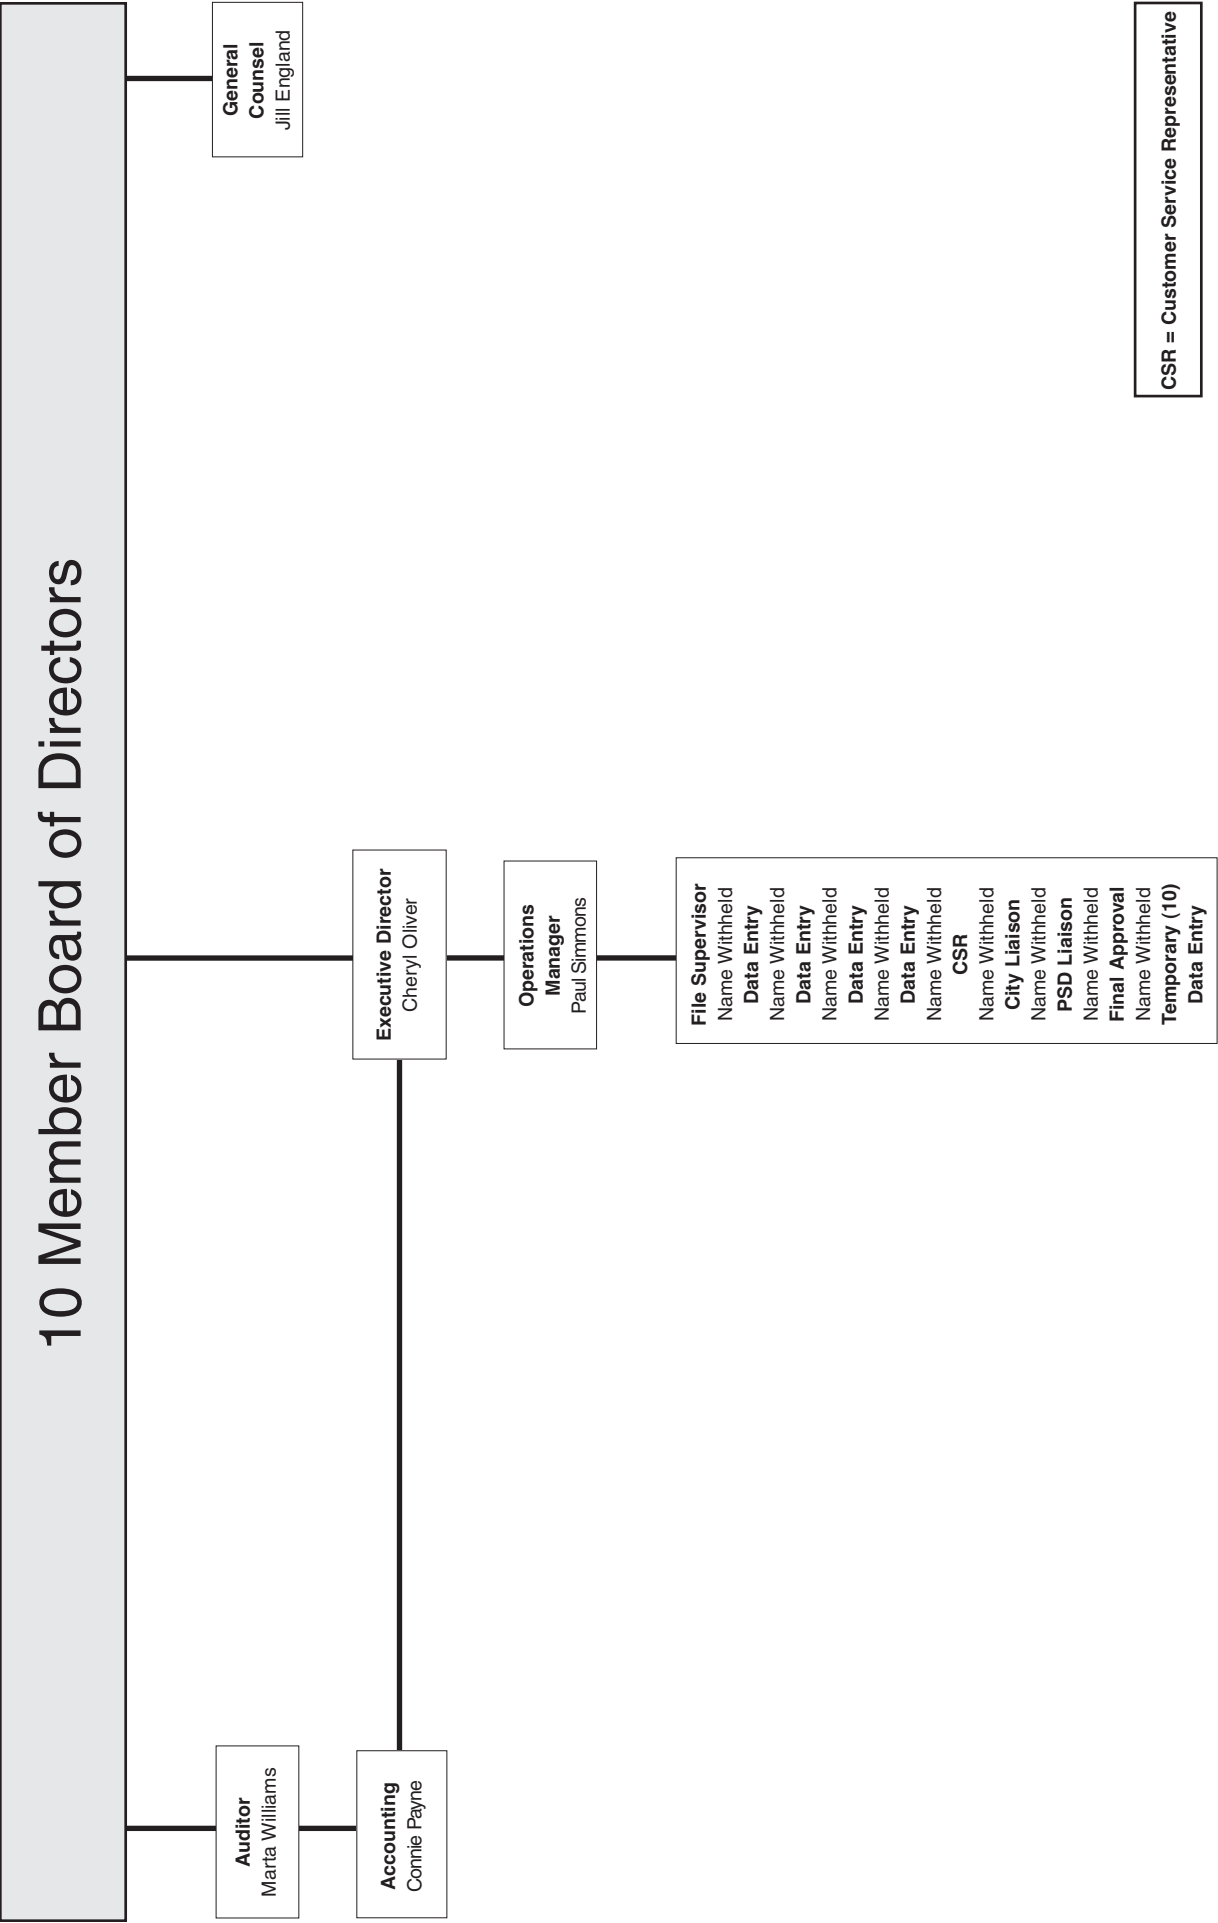 10 Member Board of Directors
Auditor
Marta Williams
Accounting
Connie Payne
Executive Director
Cheryl Oliver
Operations
Manager
Paul Simmons
File Supervisor
Name Withheld
Data Entry
Name Withheld
Data Entry
Name Withheld
Data Entry
Name Withheld
Data Entry
Name Withheld
CSR
Name Withheld
City Liaison
Name Withheld
PSD Liaison
Name Withheld
Final Approval
Name Withheld
Temporary (10)
Data Entry
General
Counsel
Jill England
CSR = Customer Service Representative